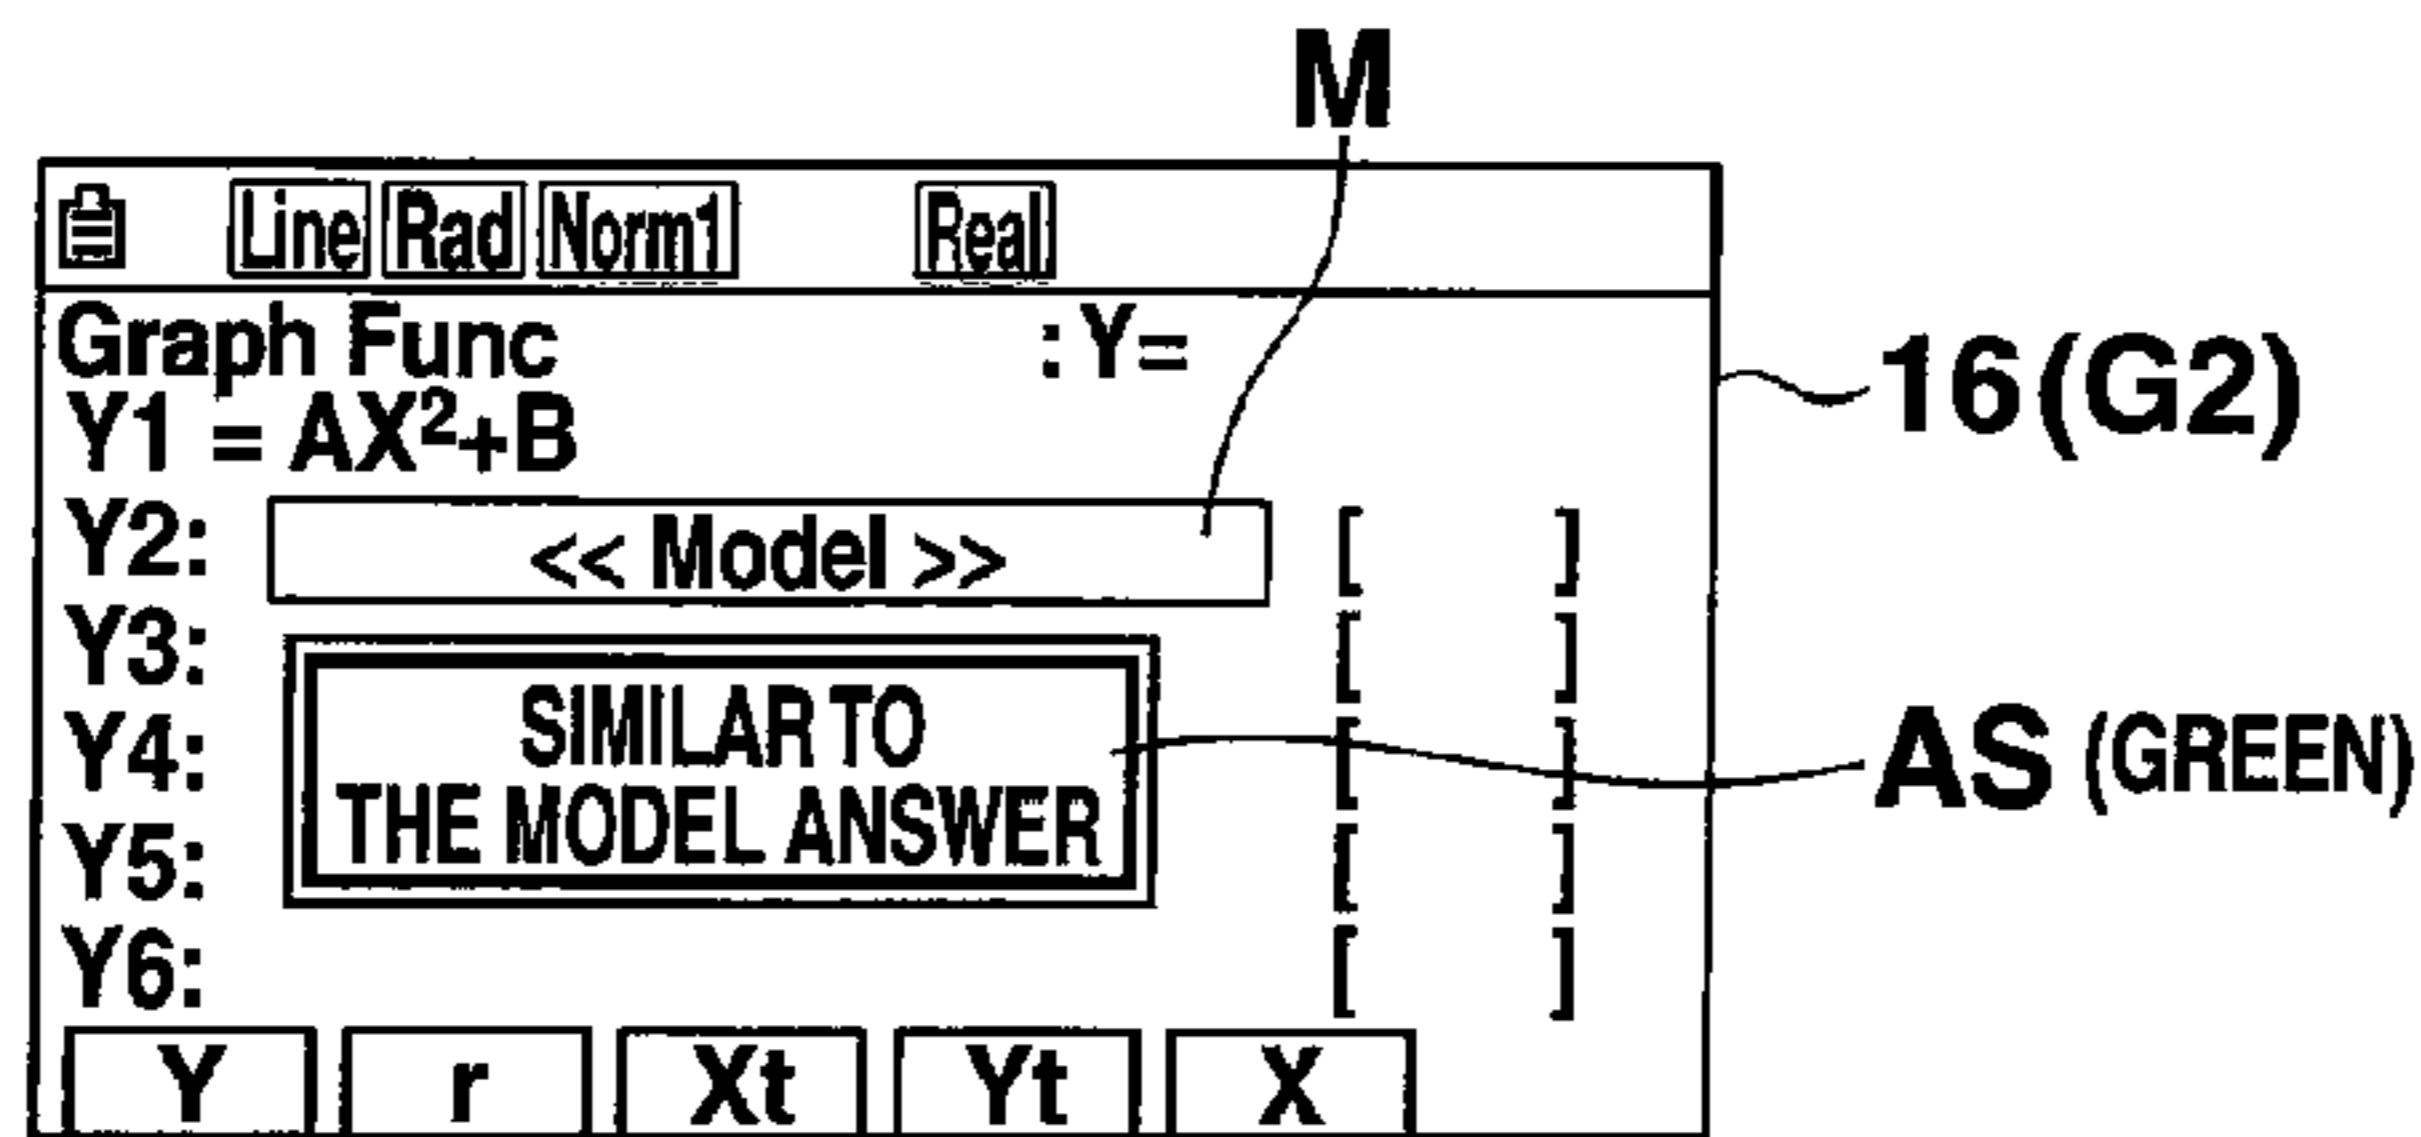 M
Line Rad Norm1 Real
Graph Func :Y=
16(G2)
Y1 = AX²+B
Y2: << Model >> [ ]
Y3: [ ]
SIMILAR TO
Y4: [ ]
AS (GREEN)
THE MODEL ANSWER
Y5: [ ]
Y6: [ ]
Y r Xt Yt X